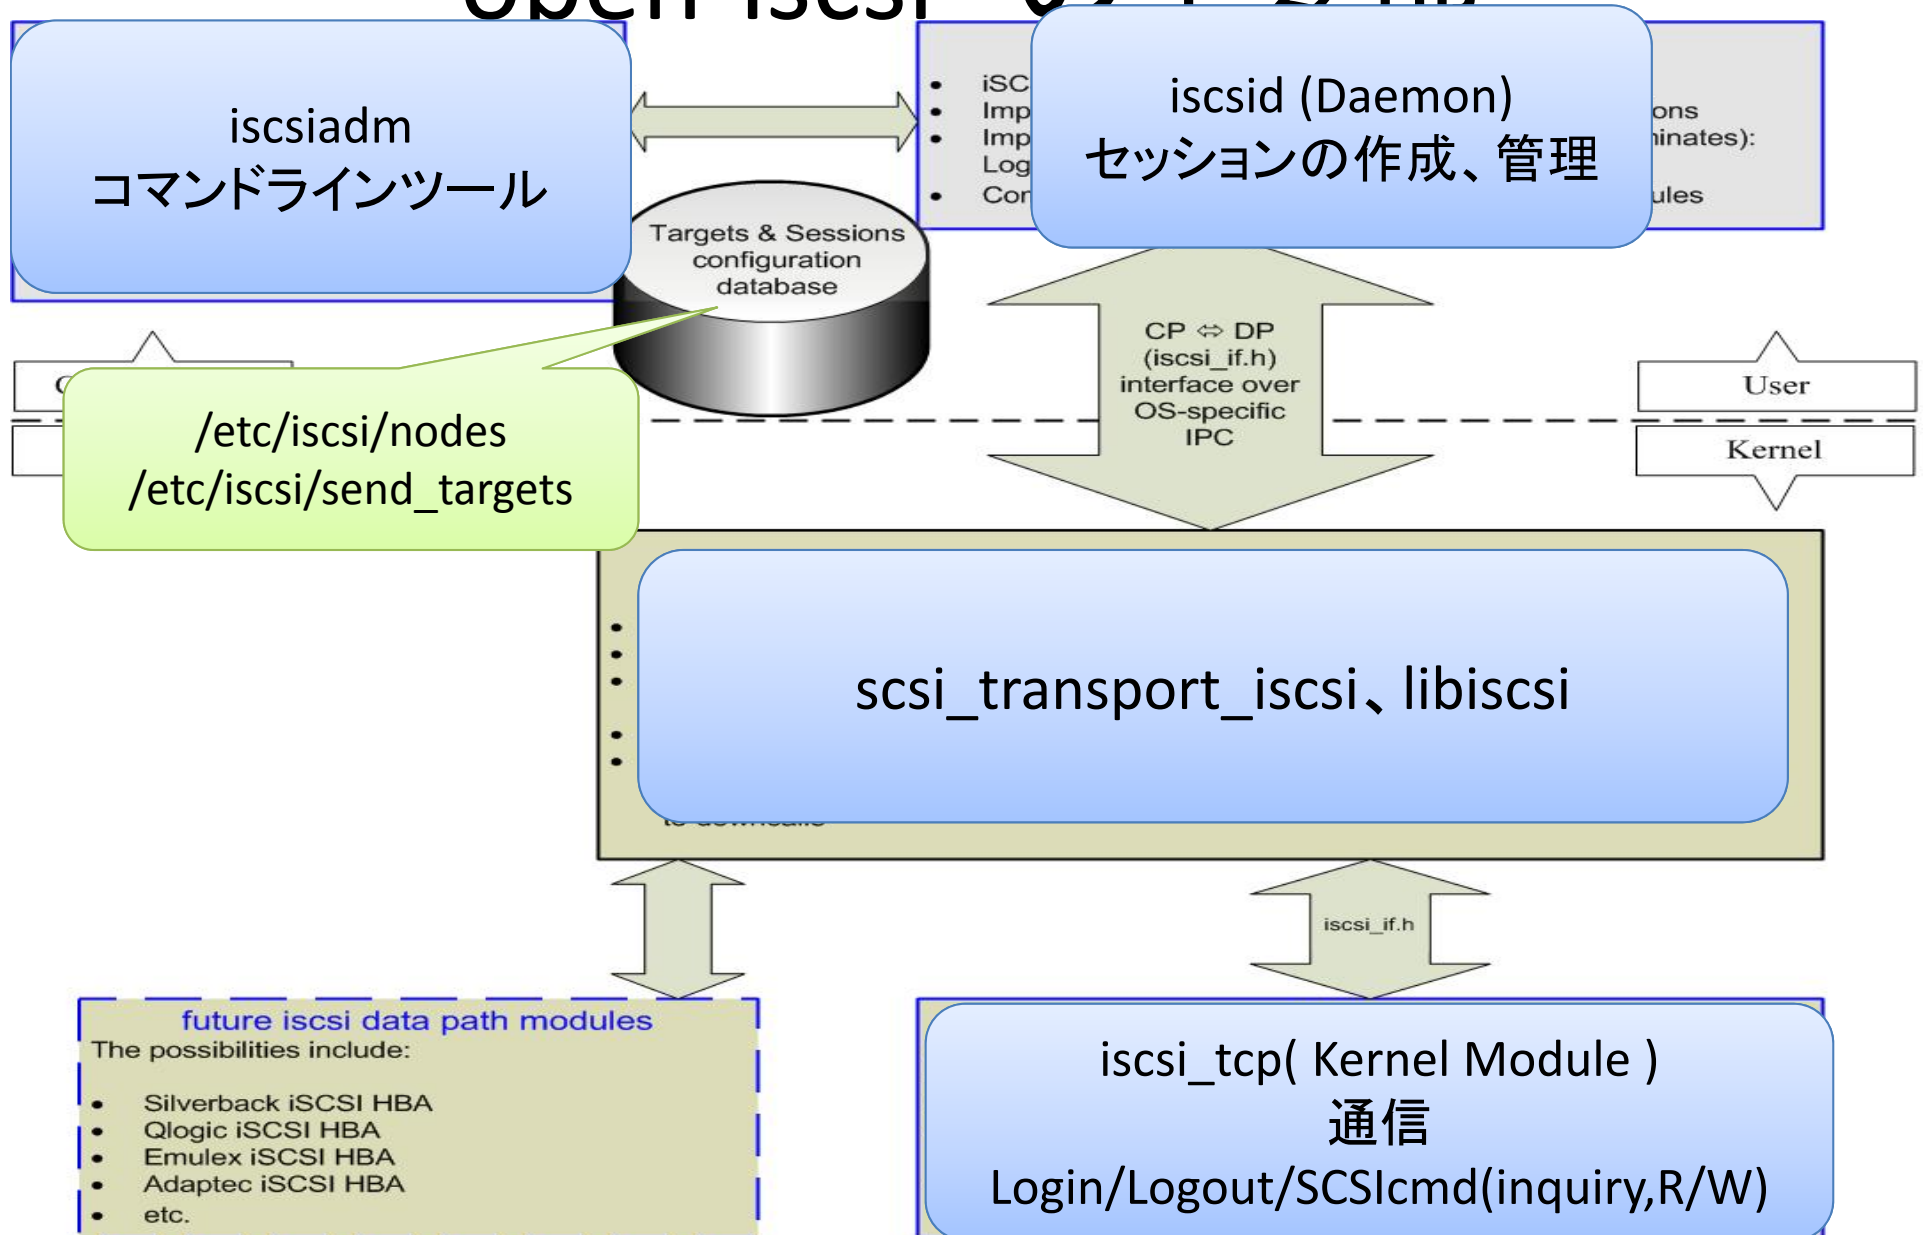 open-iscsi
iscsiadm
コマンドラインツール
iscsid (Daemon)
セッションの作成、管理
Targets & Sessions
configuration
database
CP ⇔ DP
(iscsi_if.h)
interface over
OS-specific
IPC
User
Kernel
/etc/iscsi/nodes
/etc/iscsi/send_targets
scsi_transport_iscsi、libiscsi
to downcalls
iscsi_if.h
future iscsi data path modules
The possibilities include:
• Silverback iSCSI HBA
• Qlogic iSCSI HBA
• Emulex iSCSI HBA
• Adaptec iSCSI HBA
• etc.
iscsi_tcp( Kernel Module )
通信
Login/Logout/SCSIcmd(inquiry,R/W)